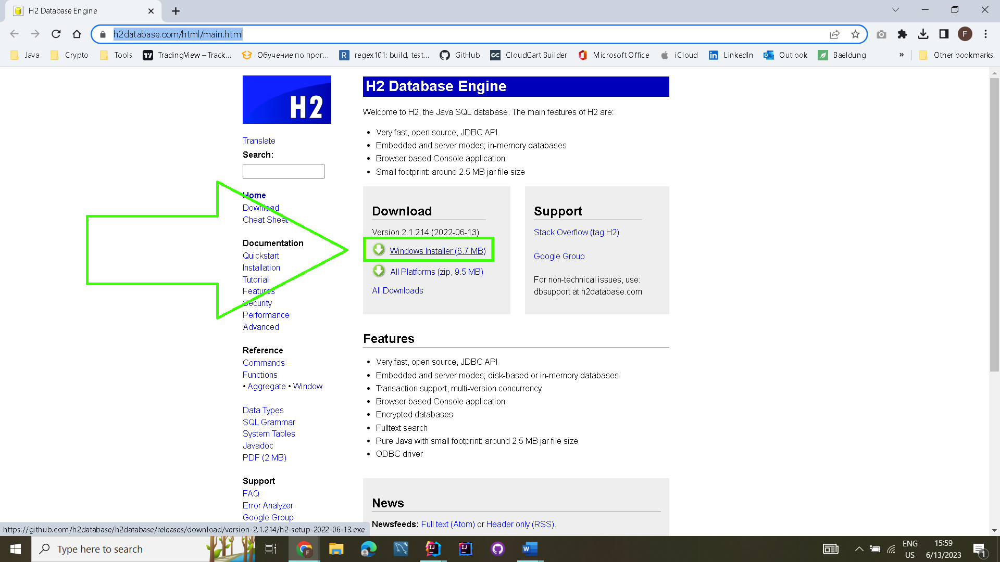 H2 Database Engine
h2database.com/html/main.html
F
Java
Crypto
Tools
TradingView – Track...
Обучение по прог...
R
regex101: build, test...
GitHub
CC
CloudCart Builder
Microsoft Office
iCloud
in
LinkedIn
Outlook
Baeldung
»
Other bookmarks
H2
Translate
Search:
Home
Download
Cheat Sheet
Documentation
Quickstart
Installation
Tutorial
Features
Security
Performance
Advanced
Reference
Commands
Functions
• Aggregate • Window
Data Types
SQL Grammar
System Tables
Javadoc
PDF (2 MB)
Support
FAQ
Error Analyzer
Google Group
H2 Database Engine
Welcome to H2, the Java SQL database. The main features of H2 are:
• Very fast, open source, JDBC API
• Embedded and server modes; in-memory databases
• Browser based Console application
• Small footprint: around 2.5 MB jar file size
Download
Version 2.1.214 (2022-06-13)
Windows Installer (6.7 MB)
All Platforms (zip, 9.5 MB)
All Downloads
Support
Stack Overflow (tag H2)
Google Group
For non-technical issues, use:
dbsupport at h2database.com
Features
• Very fast, open source, JDBC API
• Embedded and server modes; disk-based or in-memory databases
• Transaction support, multi-version concurrency
• Browser based Console application
• Encrypted databases
• Fulltext search
• Pure Java with small footprint: around 2.5 MB jar file size
• ODBC driver
News
Newsfeeds: Full text (Atom) or Header only (RSS).
https://github.com/h2database/h2database/releases/download/version-2.1.214/h2-setup-2022-06-13.exe
Type here to search
F
IJ
IJ
W
ENG
US
15:59
6/13/2023
1